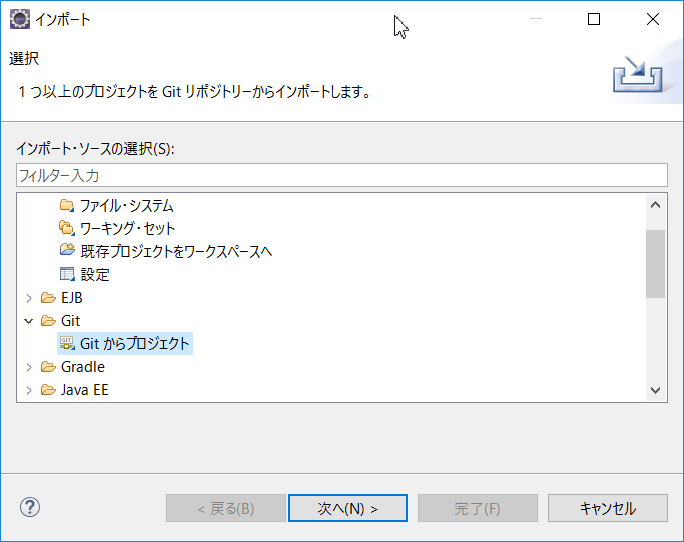 インポート
選択
1 つ以上のプロジェクトを Git リポジトリーからインポートします。
インポート・ソースの選択(S):
フィルター入力
ファイル・システム
ワーキング・セット
既存プロジェクトをワークスペースへ
設定
EJB
Git
Git からプロジェクト
Gradle
Java EE
< 戻る(B)
次へ(N) >
完了(F)
キャンセル